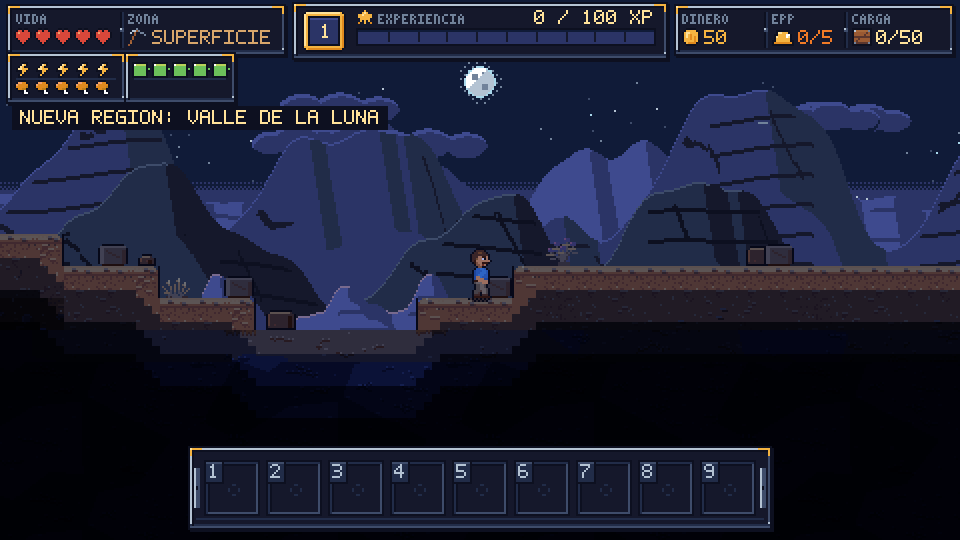 VIDA
ZONA
SUPERFICIE
1
EXPERIENCIA
0 / 100 XP
DINERO
50
EPP
0/5
CARGA
0/50
NUEVA REGION: VALLE DE LA LUNA
1 2 3 4 5 6 7 8 9